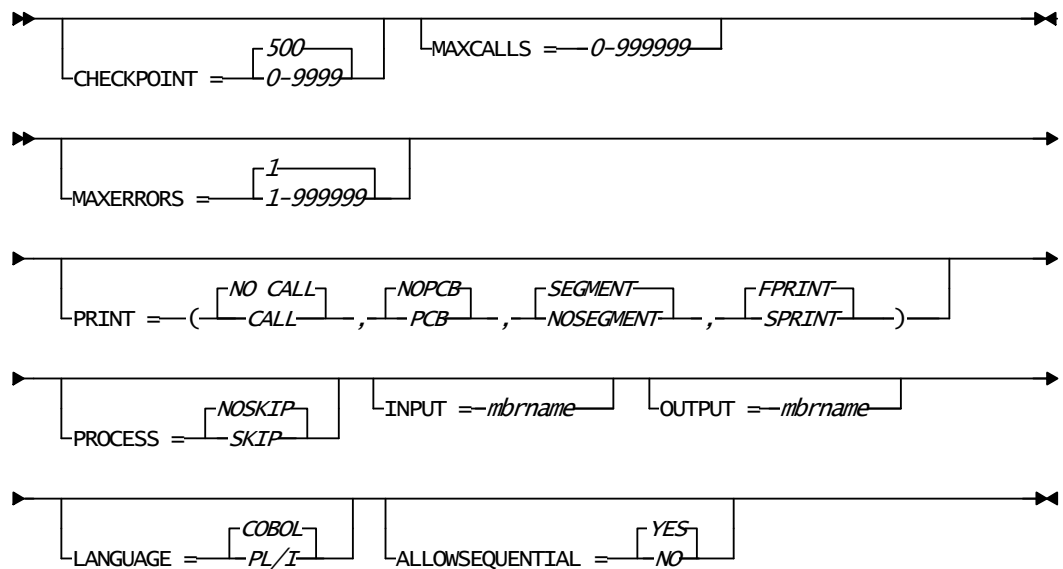 500
CHECKPOINT = 0-9999 MAXCALLS = 0-999999
1
MAXERRORS = 1-999999
NO CALL NOPCB SEGMENT FPRINT
PRINT = ( CALL , PCB , NOSEGMENT , SPRINT )
NOSKIP
PROCESS = SKIP INPUT = mbrname OUTPUT = mbrname
COBOL YES
LANGUAGE = PL/I ALLOWSEQUENTIAL = NO